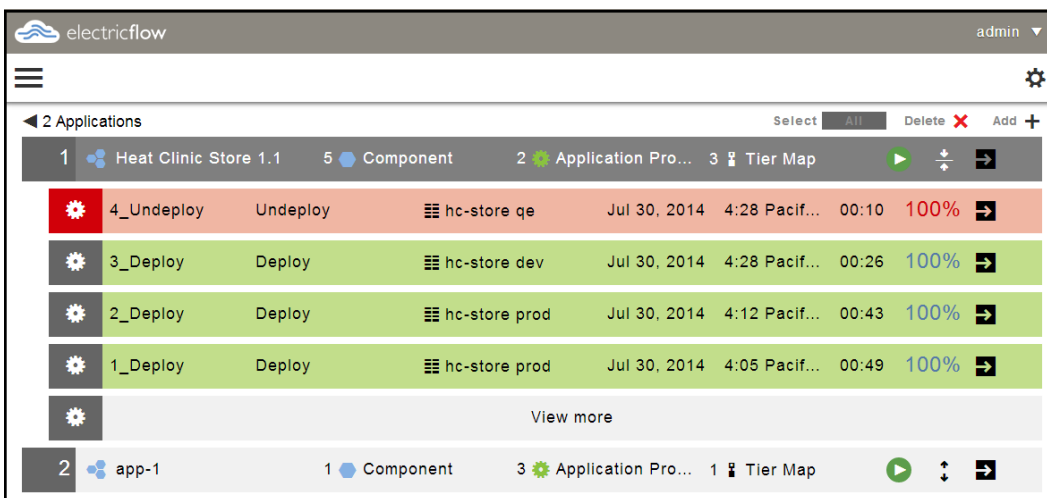 electricflow admin
2 Applications Select All Delete Add
1 Heat Clinic Store 1.1 5 Component 2 Application Pro... 3 Tier Map
4_Undeploy Undeploy hc-store qe Jul 30, 2014 4:28 Pacif... 00:10 100%
3_Deploy Deploy hc-store dev Jul 30, 2014 4:28 Pacif... 00:26 100%
2_Deploy Deploy hc-store prod Jul 30, 2014 4:12 Pacif... 00:43 100%
1_Deploy Deploy hc-store prod Jul 30, 2014 4:05 Pacif... 00:49 100%
View more
2 app-1 1 Component 3 Application Pro... 1 Tier Map